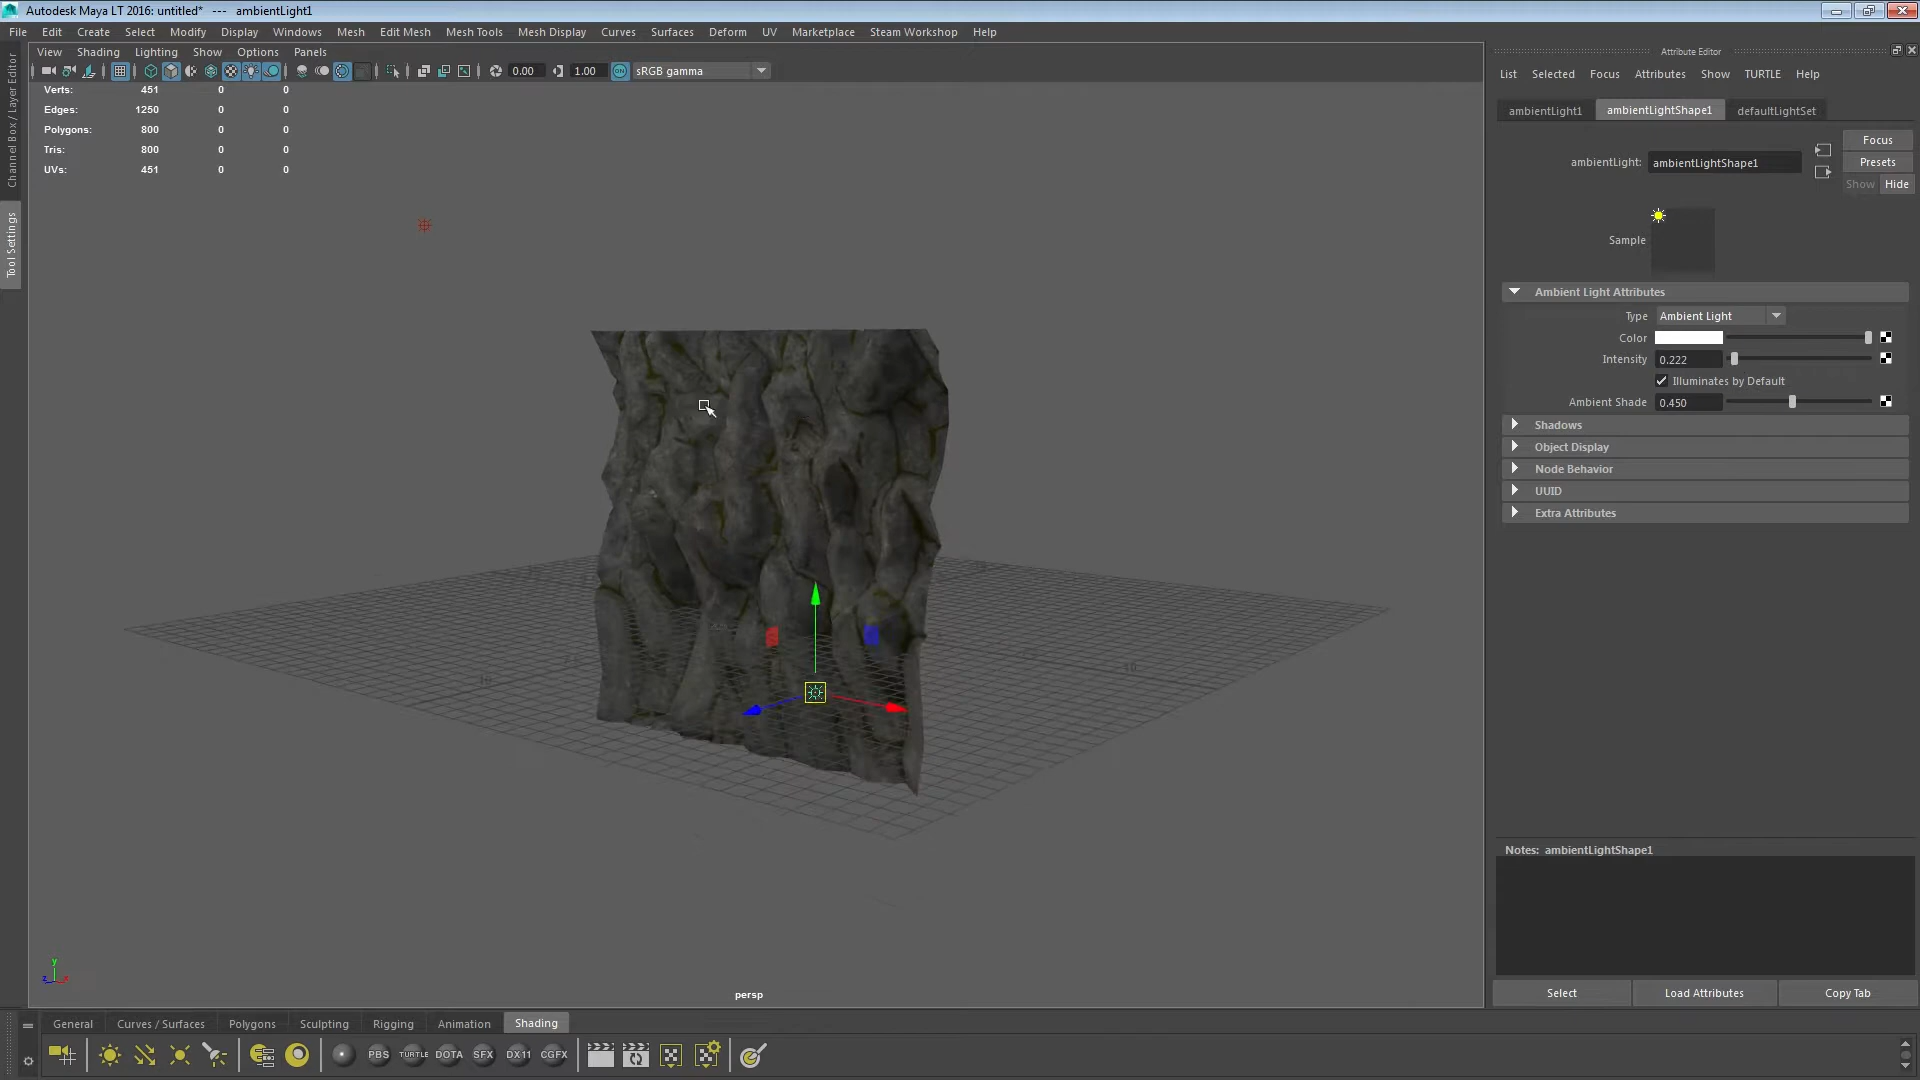 Autodesk Maya LT 2016: untitled* --- ambientLight1
File Edit Create Select Modify Display Windows Mesh Edit Mesh Mesh Tools Mesh Display Curves Surfaces Deform UV Marketplace Steam Workshop Help
View Shading Lighting Show Options Panels
0.00 1.00 ON sRGB gamma
Channel Box / Layer Editor
Tool Settings
Verts: 451 0 0
Edges: 1250 0 0
Polygons: 800 0 0
Tris: 800 0 0
UVs: 451 0 0
persp
y
z
x
Attribute Editor
List Selected Focus Attributes Show TURTLE Help
ambientLight1 ambientLightShape1 defaultLightSet
Focus
ambientLight: ambientLightShape1 Presets
Show Hide
Sample
Ambient Light Attributes
Type Ambient Light
Color
Intensity 0.222
Illuminates by Default
Ambient Shade 0.450
Shadows
Object Display
Node Behavior
UUID
Extra Attributes
Notes: ambientLightShape1
Select Load Attributes Copy Tab
General Curves / Surfaces Polygons Sculpting Rigging Animation Shading
PBS TURTLE DOTA SFX DX11 CGFX